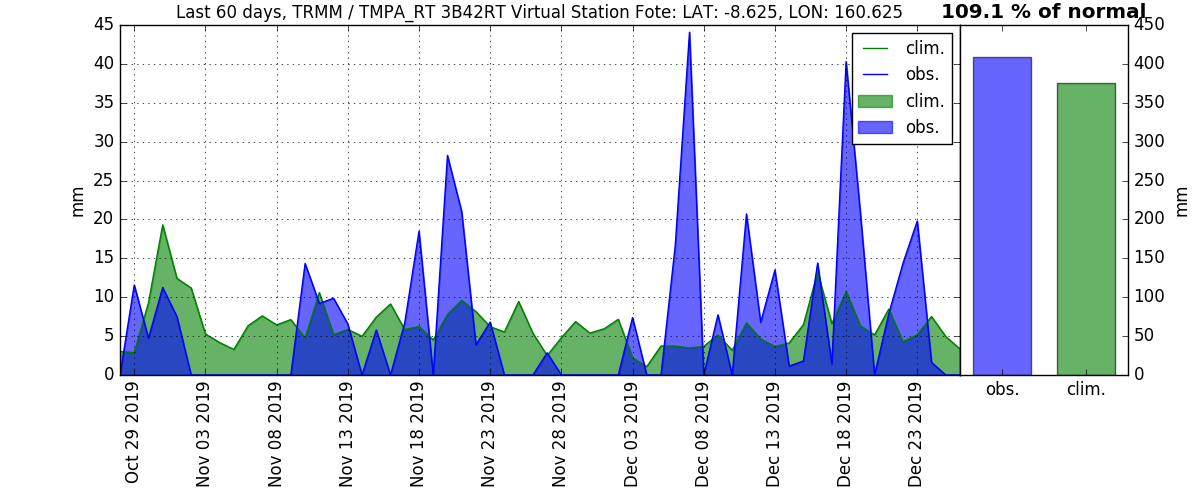 Last 60 days, TRMM / TMPA_RT 3B42RT Virtual Station Fote: LAT: -8.625, LON: 160.625
109.1 % of normal
45
40
35
30
25
20
15
10
5
0
mm
clim.
obs.
clim.
obs.
Oct 29 2019
Nov 03 2019
Nov 08 2019
Nov 13 2019
Nov 18 2019
Nov 23 2019
Nov 28 2019
Dec 03 2019
Dec 08 2019
Dec 13 2019
Dec 18 2019
Dec 23 2019
450
400
350
300
250
200
150
100
50
0
mm
obs.
clim.